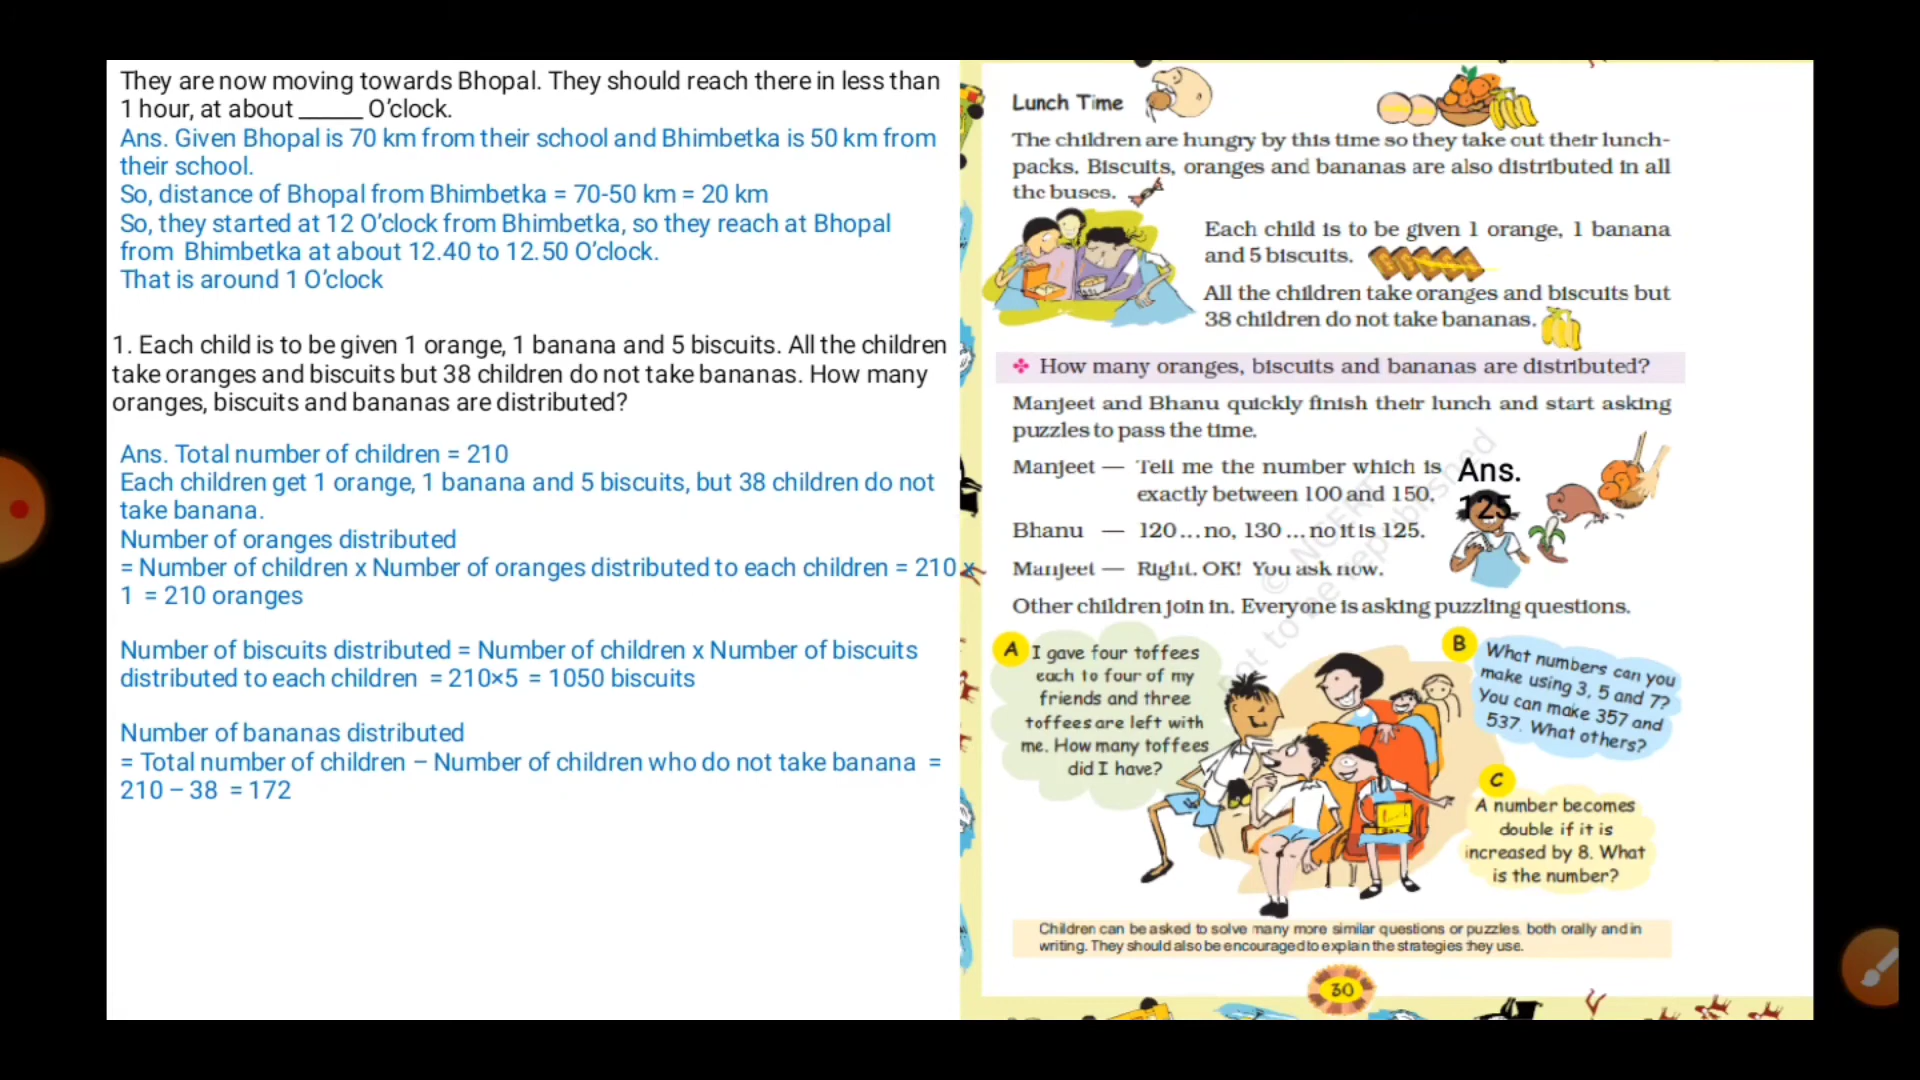 They are now moving towards Bhopal. They should reach there in less than
1 hour, at about _____ O'clock.
Ans. Given Bhopal is 70 km from their school and Bhimbetka is 50 km from
their school.
So, distance of Bhopal from Bhimbetka = 70-50 km = 20 km
So, they started at 12 O'clock from Bhimbetka, so they reach at Bhopal
from Bhimbetka at about 12.40 to 12.50 O'clock.
That is around 1 O'clock
1. Each child is to be given 1 orange, 1 banana and 5 biscuits. All the children
take oranges and biscuits but 38 children do not take bananas. How many
oranges, biscuits and bananas are distributed?
Ans. Total number of children = 210
Each children get 1 orange, 1 banana and 5 biscuits, but 38 children do not
take banana.
Number of oranges distributed
= Number of children x Number of oranges distributed to each children = 210 x
1 = 210 oranges
Number of biscuits distributed = Number of children x Number of biscuits
distributed to each children = 210×5 = 1050 biscuits
Number of bananas distributed
= Total number of children – Number of children who do not take banana =
210 – 38 = 172
Lunch Time
The children are hungry by this time so they take out their lunch-
packs. Biscuits, oranges and bananas are also distributed in all
the buses.
Each child is to be given 1 orange, 1 banana
and 5 biscuits.
All the children take oranges and biscuits but
38 children do not take bananas.
❖ How many oranges, biscuits and bananas are distributed?
Manjeet and Bhanu quickly finish their lunch and start asking
puzzles to pass the time.
Manjeet — Tell me the number which is
exactly between 100 and 150.
Ans.
125
Bhanu — 120 ... no, 130 ... no it is 125.
Manjeet — Right. OK! You ask now.
Other children join in. Everyone is asking puzzling questions.
A
I gave four toffees
each to four of my
friends and three
toffees are left with
me. How many toffees
did I have?
B
What numbers can you
make using 3, 5 and 7?
You can make 357 and
537. What others?
C
A number becomes
double if it is
increased by 8. What
is the number?
Children can be asked to solve many more similar questions or puzzles, both orally and in
writing. They should also be encouraged to explain the strategies they use.
30
© NCERT
not to be republished